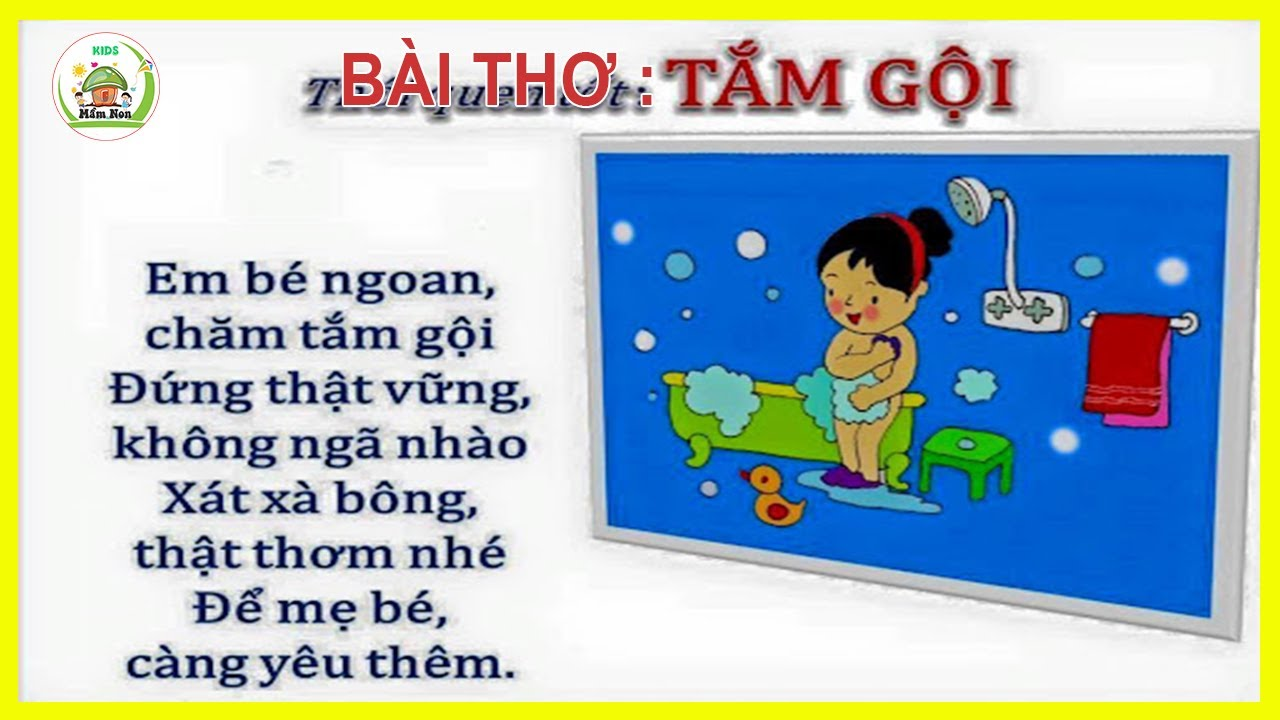 KIDS
Mầm Non
BÀI THƠ : TẮM GỘI
Em bé ngoan,
chăm tắm gội
Đứng thật vững,
không ngã nhào
Xát xà bông,
thật thơm nhé
Để mẹ bé,
càng yêu thêm.